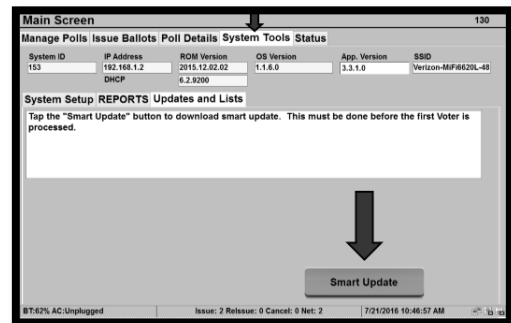 Main Screen 130
Manage Polls Issue Ballots Poll Details System Tools Status
System ID IP Address ROM Version OS Version App. Version SSID
153 192.168.1.2 2015.12.02.02 1.1.6.0 3.3.1.0 Verizon-MiFi6620L-48
DHCP 6.2.9200
System Setup REPORTS Updates and Lists
Tap the "Smart Update" button to download smart update. This must be done before the first Voter is
processed.
Smart Update
BT:62% AC:Unplugged Issue: 2 ReIssue: 0 Cancel: 0 Net: 2 7/21/2016 10:46:57 AM